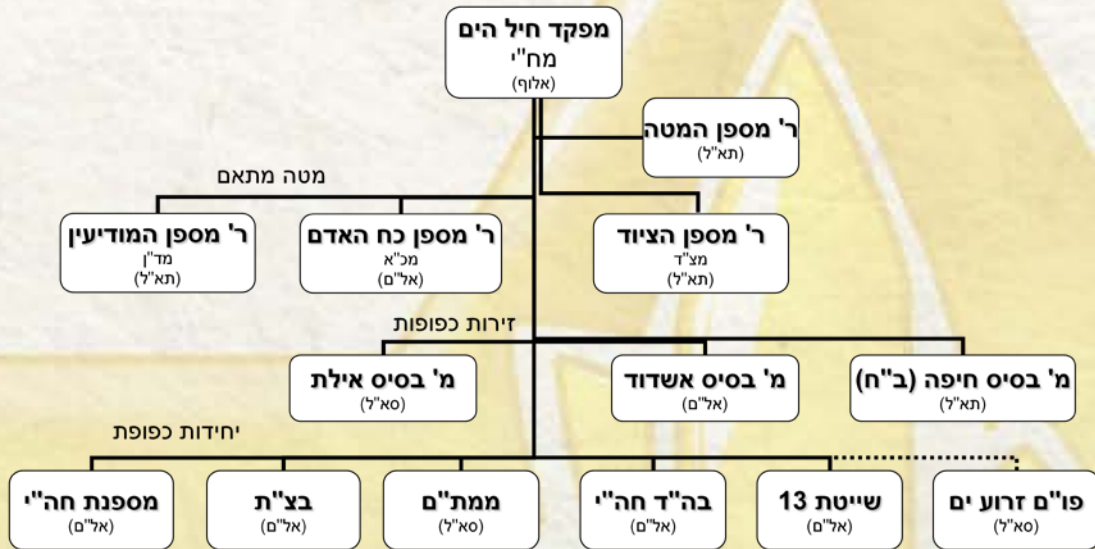 מפקד חיל הים
מח"י
(אלוף)
ר' מספן המטה
(תא"ל)
מטה מתאם
ר' מספן הציוד
מצ"ד
(תא"ל)
ר' מספן כח האדם
מכ"א
(אל"ם)
ר' מספן המודיעין
מד"ן
(תא"ל)
זירות כפופות
מ' בסיס חיפה (ב"ח)
(תא"ל)
מ' בסיס אשדוד
(אל"ם)
מ' בסיס אילת
(סא"ל)
יחידות כפופת
פו"ם זרוע ים
(סא"ל)
שייטת 13
(אל"ם)
בה"ד חה"י
(אל"ם)
ממת"ם
(סא"ל)
בצ"ת
(אל"ם)
מספנת חה"י
(אל"ם)